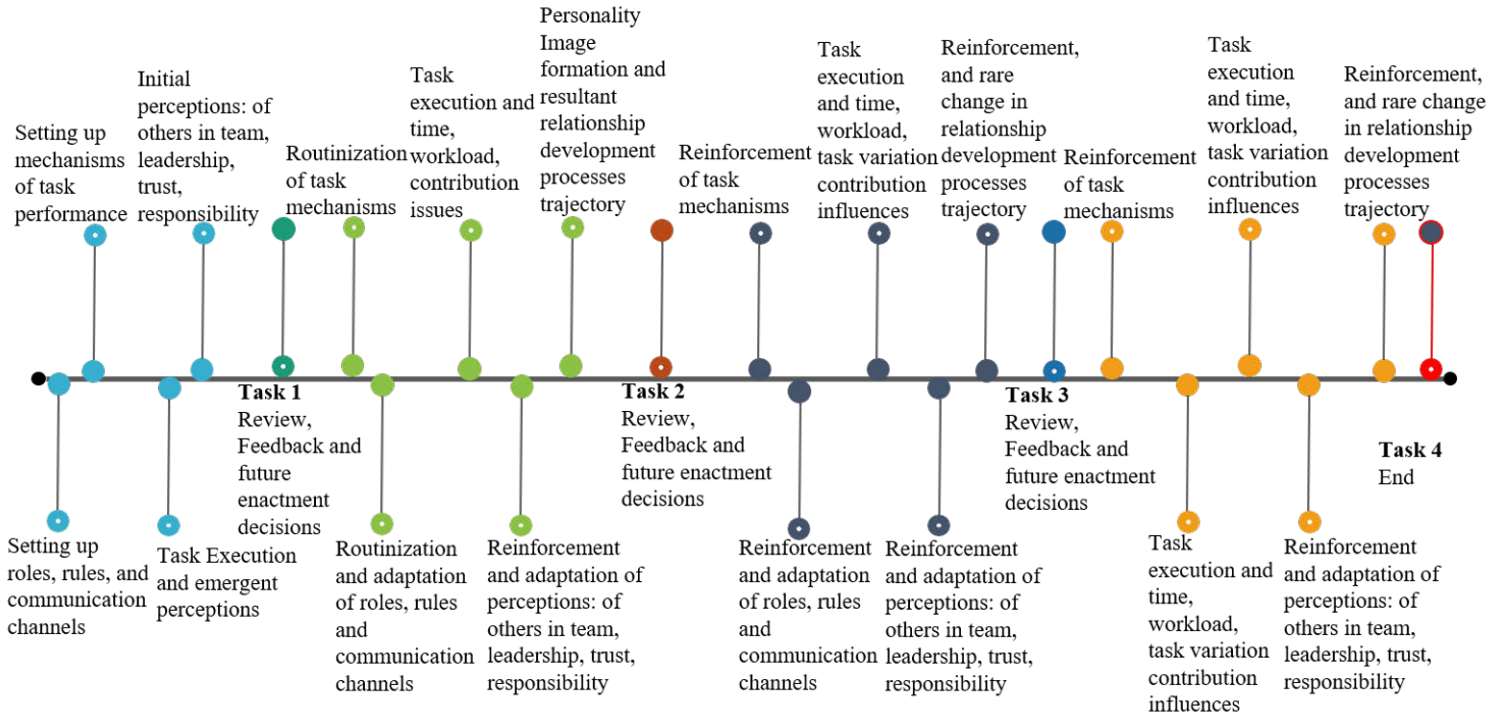 Setting up
mechanisms
of task
performance
Initial
perceptions: of
others in team,
leadership,
trust,
responsibility
Routinization
of task
mechanisms
Task
execution and
time,
workload,
contribution
issues
Personality
Image
formation and
resultant
relationship
development
processes
trajectory
Reinforcement
of task
mechanisms
Task
execution
and time,
workload,
task variation
contribution
influences
Reinforcement,
and rare
change in
relationship
development
processes
trajectory
Reinforcement
of task
mechanisms
Task
execution
and time,
workload,
task variation
contribution
influences
Reinforcement,
and rare change
in relationship
development
processes
trajectory
Task 1
Review,
Feedback and
future
enactment
decisions
Task 2
Review,
Feedback and
future enactment
decisions
Task 3
Review,
Feedback and
future enactment
decisions
Task 4
End
Setting up
roles, rules, and
communication
channels
Task Execution
and emergent
perceptions
Routinization
and adaptation
of roles, rules
and
communication
channels
Reinforcement
and adaptation of
perceptions: of
others in team,
leadership, trust,
responsibility
Reinforcement
and adaptation
of roles, rules
and
communication
channels
Reinforcement
and adaptation of
perceptions: of
others in team,
leadership, trust,
responsibility
Task
execution and
time,
workload,
task variation
contribution
influences
Reinforcement
and adaptation of
perceptions: of
others in team,
leadership, trust,
responsibility